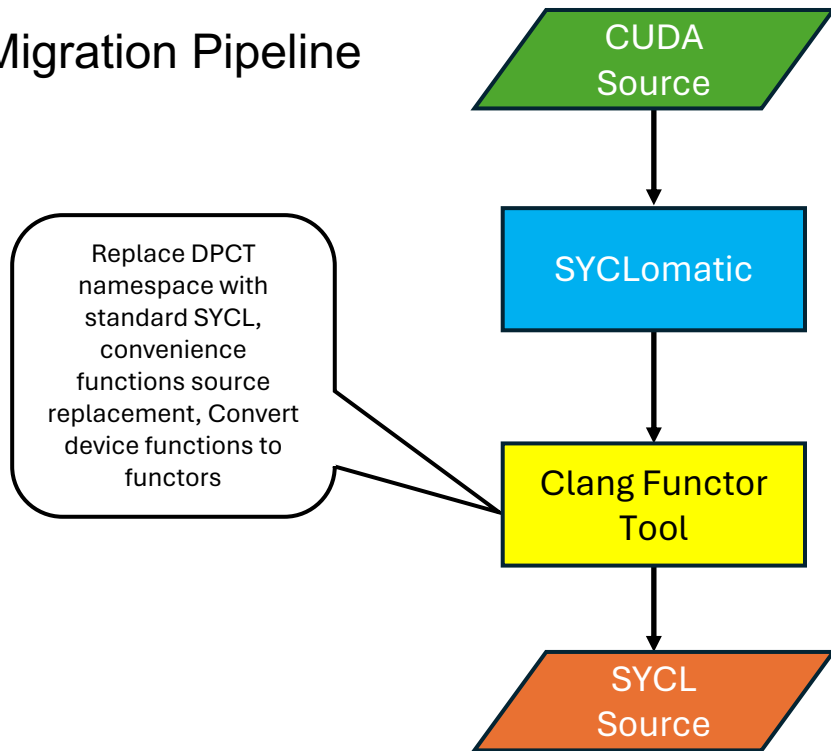 Migration Pipeline
CUDA
Source
SYCLomatic
Replace DPCT
namespace with
standard SYCL,
convenience
functions source
replacement, Convert
device functions to
functors
Clang Functor
Tool
SYCL
Source